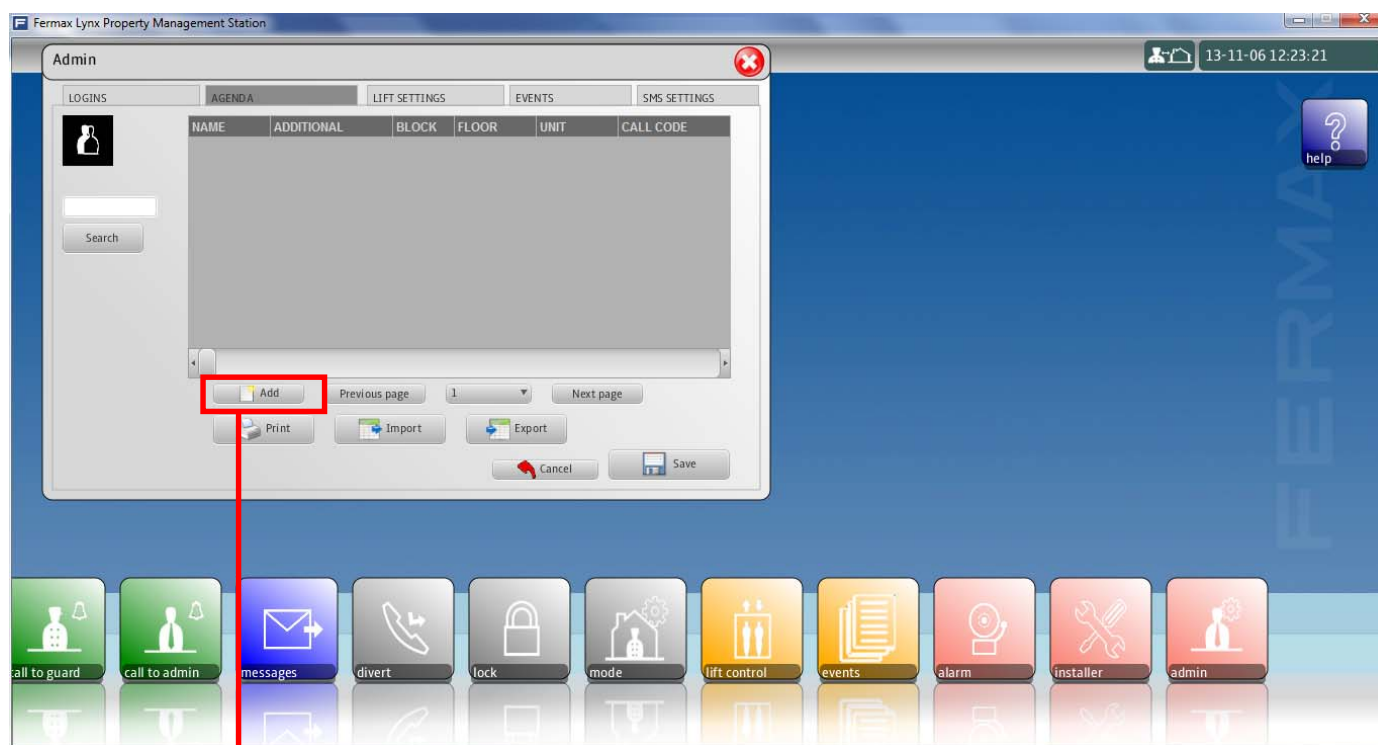 Fermax Lynx Property Management Station
Admin
13-11-06 12:23:21
LOGINS AGENDA LIFT SETTINGS EVENTS SMS SETTINGS
NAME ADDITIONAL BLOCK FLOOR UNIT CALL CODE
help
Search
Add Previous page 1 Next page
Print Import Export
Cancel Save
FERMAX
call to guard call to admin messages divert lock mode lift control events alarm installer admin